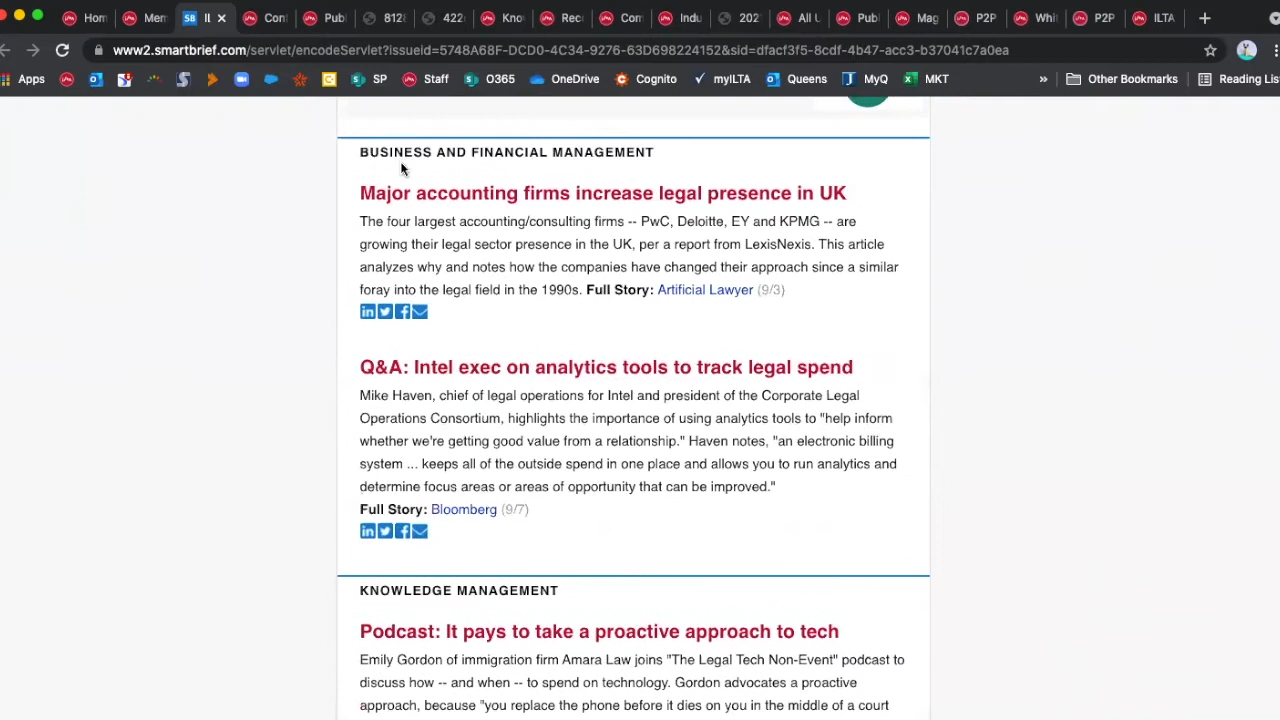 Hom
Mem
SB
Il
Con
Publ
812
422
Kno
Rec
Com
Indu
202
All U
Publ
Mag
P2P
Whi
P2P
ILTA
www2.smartbrief.com/servlet/encodeServlet?issueid=5748A68F-DCD0-4C34-9276-63D698224152&sid=dfacf3f5-8cdf-4b47-acc3-b37041c7a0ea
Apps
SP
Staff
O365
OneDrive
Cognito
myILTA
Queens
MyQ
MKT
»
Other Bookmarks
Reading List
BUSINESS AND FINANCIAL MANAGEMENT
Major accounting firms increase legal presence in UK
The four largest accounting/consulting firms -- PwC, Deloitte, EY and KPMG -- are
growing their legal sector presence in the UK, per a report from LexisNexis. This article
analyzes why and notes how the companies have changed their approach since a similar
foray into the legal field in the 1990s. Full Story: Artificial Lawyer (9/3)
Q&A: Intel exec on analytics tools to track legal spend
Mike Haven, chief of legal operations for Intel and president of the Corporate Legal
Operations Consortium, highlights the importance of using analytics tools to "help inform
whether we're getting good value from a relationship." Haven notes, "an electronic billing
system ... keeps all of the outside spend in one place and allows you to run analytics and
determine focus areas or areas of opportunity that can be improved."
Full Story: Bloomberg (9/7)
KNOWLEDGE MANAGEMENT
Podcast: It pays to take a proactive approach to tech
Emily Gordon of immigration firm Amara Law joins "The Legal Tech Non-Event" podcast to
discuss how -- and when -- to spend on technology. Gordon advocates a proactive
approach, because "you replace the phone before it dies on you in the middle of a court